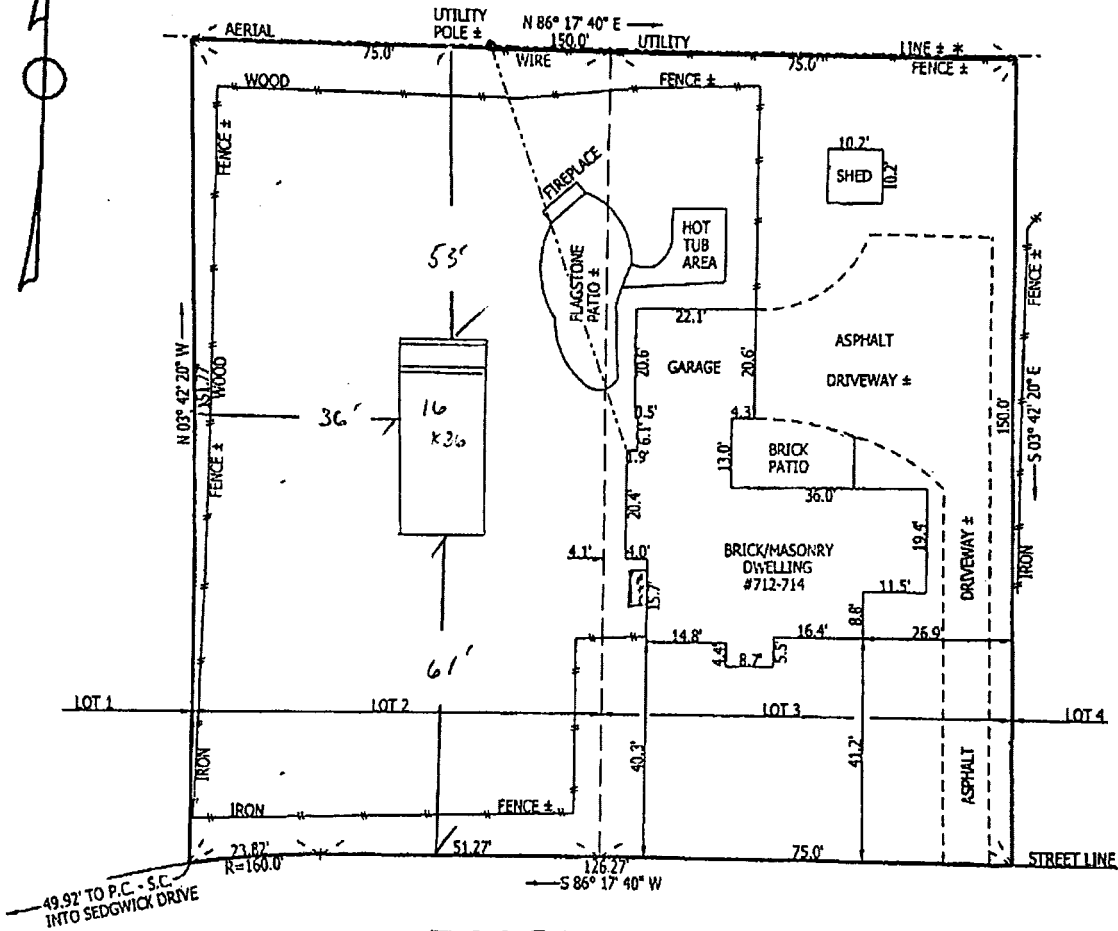 UTILITY
POLE ±
N 86° 17' 40" E
150.0'
AERIAL
75.0'
WIRE
UTILITY
75.0'
LINE ± *
FENCE ±
WOOD
FENCE ±
FENCE ±
10.2'
SHED
10.2'
FIREPLACE
HOT
TUB
AREA
FLAGSTONE
PATIO ±
53'
FENCE ±
22.1'
ASPHALT
DRIVEWAY ±
GARAGE
20.6'
20.6'
N 03° 42' 20" W
151.77'
WOOD
36'
16
x36
0.5'
6.1'
1.9'
4.3'
13.0'
BRICK
PATIO
36.0'
150.0'
S 03° 42' 20" E
FENCE ±
20.4'
19.4'
4.1'
4.0'
BRICK/MASONRY
DWELLING
#712-714
15.7'
11.5'
8.8'
DRIVEWAY ±
IRON
14.8'
4.4'
8.7'
5.5'
16.4'
26.9'
61'
LOT 1
LOT 2
LOT 3
LOT 4
IRON
40.3'
41.2'
ASPHALT
IRON
FENCE ±
23.82'
R=160.0'
51.27'
126.27'
75.0'
STREET LINE
S 86° 17' 40" W
49.92' TO P.C. - S.C.
INTO SEDGWICK DRIVE